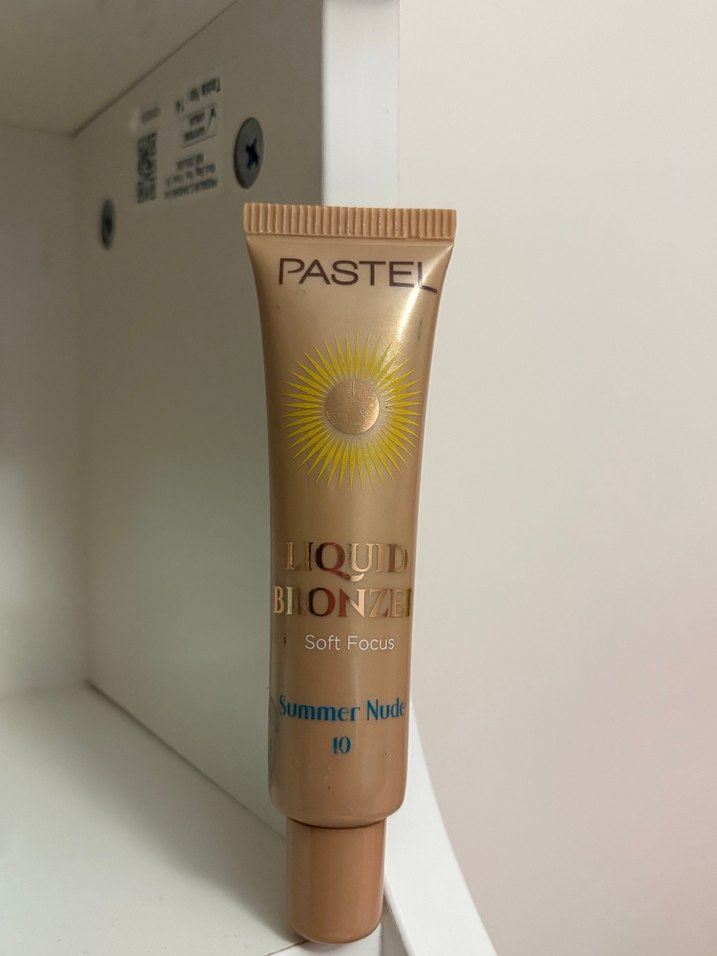 PASTEL
LIQUID
BRONZER
Soft Focus
Summer Nude
10